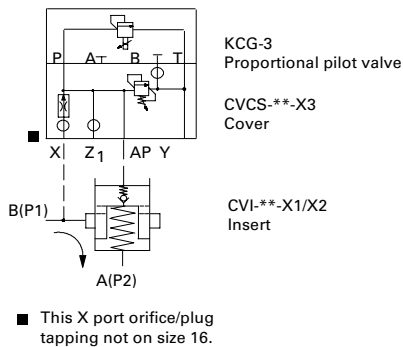 KCG-3
Proportional pilot valve
P A B T
CVCS-**-X3
Cover
■ X Z1 AP Y
B(P1)
CVI-**-X1/X2
Insert
A(P2)
■ This X port orifice/plug
tapping not on size 16.